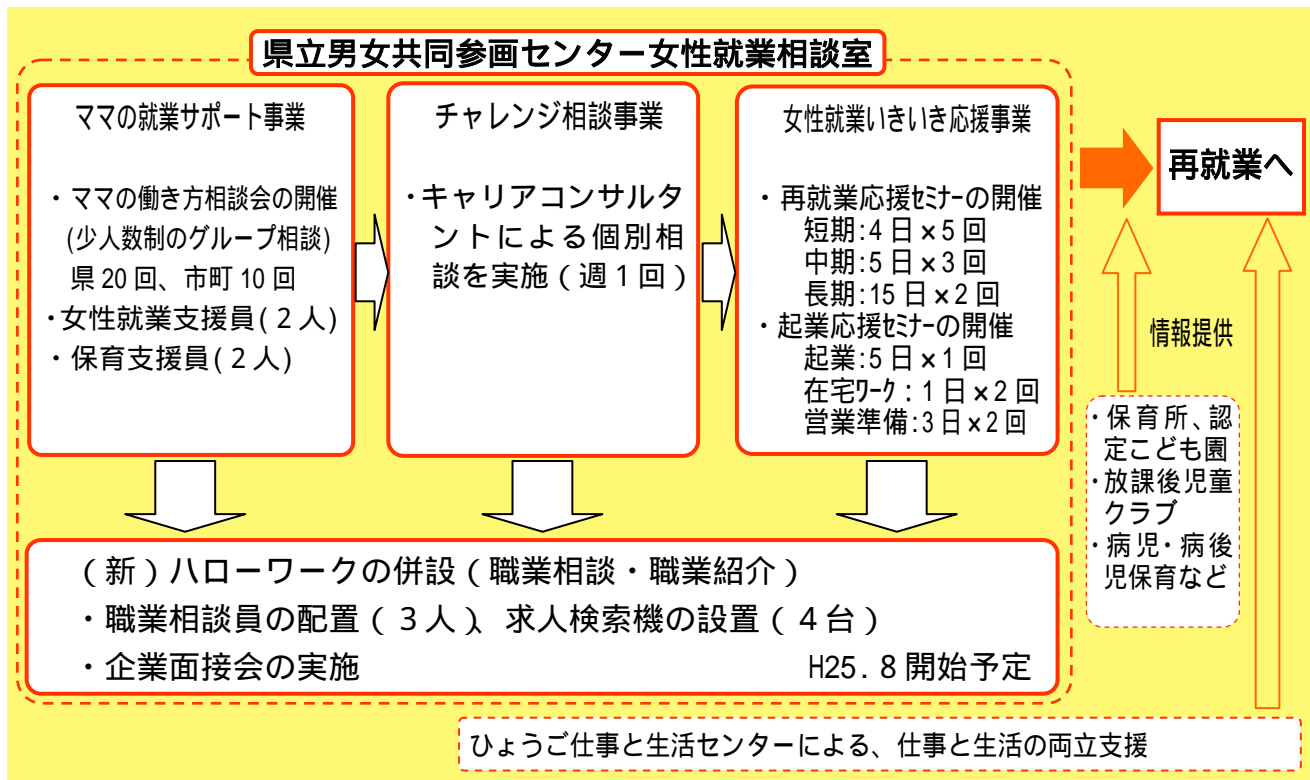 県立男女共同参画センター女性就業相談室
ママの就業サポート事業
・ママの働き方相談会の開催
(少人数制のグループ相談)
県20回、市町10回
・女性就業支援員(2人)
・保育支援員(2人)
チャレンジ相談事業
・キャリアコンサルタ
ントによる個別相
談を実施(週1回)
女性就業いきいき応援事業
・再就業応援ｾﾐﾅｰの開催
短期:4日×5回
中期:5日×3回
長期:15日×2回
・起業応援ｾﾐﾅｰの開催
起業:5日×1回
在宅ﾜｰｸ:1日×2回
営業準備:3日×2回
再就業へ
情報提供
・保育所、認
定こども園
・放課後児童
クラブ
・病児・病後
児保育など
(新)ハローワークの併設(職業相談・職業紹介)
・職業相談員の配置(3人)、求人検索機の設置(4台)
・企業面接会の実施 H25.8開始予定
ひょうご仕事と生活センターによる、仕事と生活の両立支援